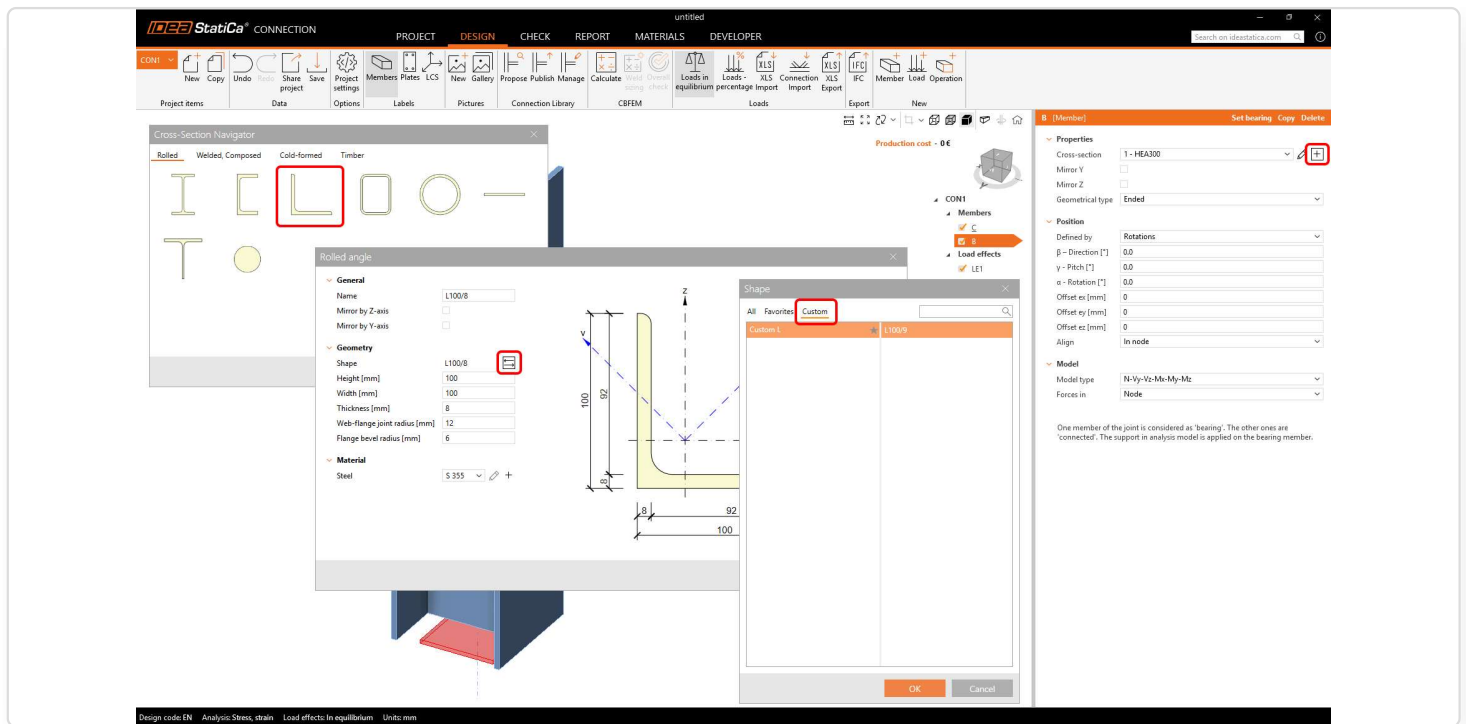 untitled
IDEA StatiCa® CONNECTION
PROJECT DESIGN CHECK REPORT MATERIALS DEVELOPER
Search on ideastatica.com
CON1
New Copy Undo Redo Share project Save Project settings Members Plates LCS New Gallery Propose Publish Manage Calculate Weld sizing Overall check Loads in equilibrium Loads - percentage XLS Import Connection Import XLS Export IFC Member Load Operation
Project items Data Options Labels Pictures Connection Library CBFEM Loads Export New
Production cost - 0 €
CON1
Members
C
B
Load effects
LE1
Cross-Section Navigator
Rolled Welded, Composed Cold-formed Timber
Rolled angle
General
Name L100/8
Mirror by Z-axis
Mirror by Y-axis
Geometry
Shape L100/8
Height [mm] 100
Width [mm] 100
Thickness [mm] 8
Web-flange joint radius [mm] 12
Flange bevel radius [mm] 6
Material
Steel S 355
z
v
100
92
8
8 92
100
Shape
All Favorites Custom
Custom L L100/9
OK Cancel
B [Member] Set bearing Copy Delete
Properties
Cross-section 1 - HEA300
Mirror Y
Mirror Z
Geometrical type Ended
Position
Defined by Rotations
β – Direction [°] 0.0
γ - Pitch [°] 0.0
α - Rotation [°] 0.0
Offset ex [mm] 0
Offset ey [mm] 0
Offset ez [mm] 0
Align In node
Model
Model type N-Vy-Vz-Mx-My-Mz
Forces in Node
One member of the joint is considered as 'bearing'. The other ones are
'connected'. The support in analysis model is applied on the bearing member.
Design code: EN Analysis: Stress, strain Load effects: In equilibrium Units: mm